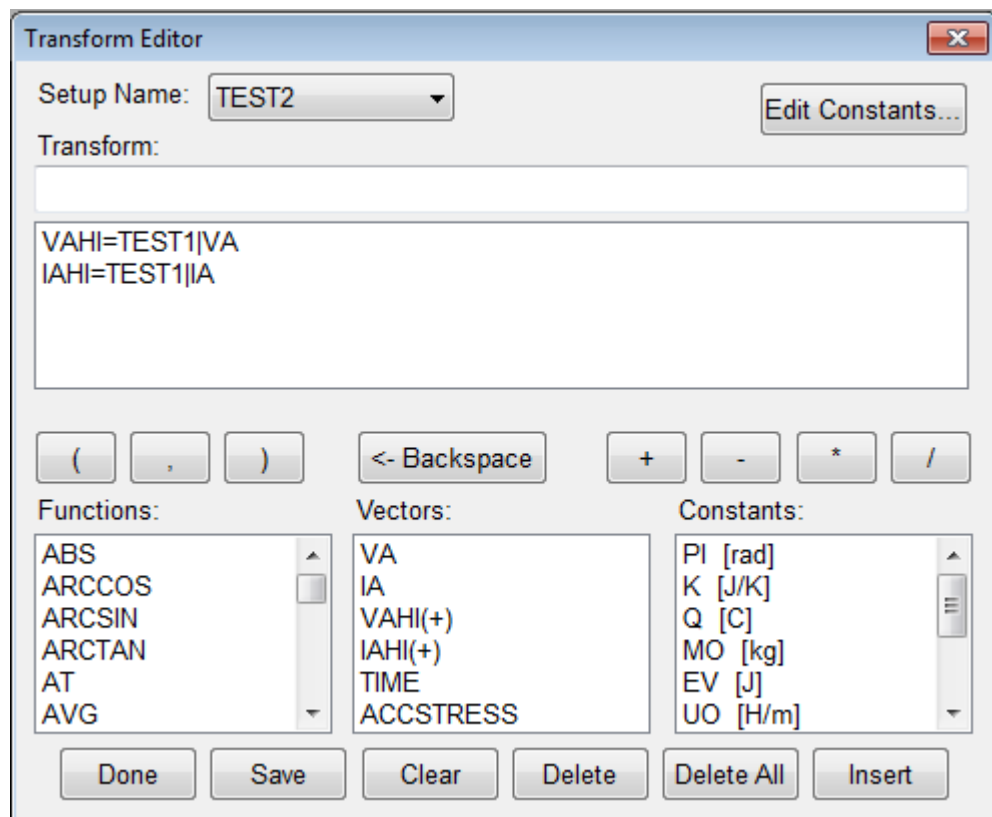 Transform Editor
Setup Name: TEST2
Edit Constants...
Transform:
VAHI=TEST1|VA
IAHI=TEST1|IA
( , ) <- Backspace + - * /
Functions: Vectors: Constants:
ABS VA PI [rad]
ARCCOS IA K [J/K]
ARCSIN VAHI(+) Q [C]
ARCTAN IAHI(+) MO [kg]
AT TIME EV [J]
AVG ACCSTRESS UO [H/m]
Done Save Clear Delete Delete All Insert